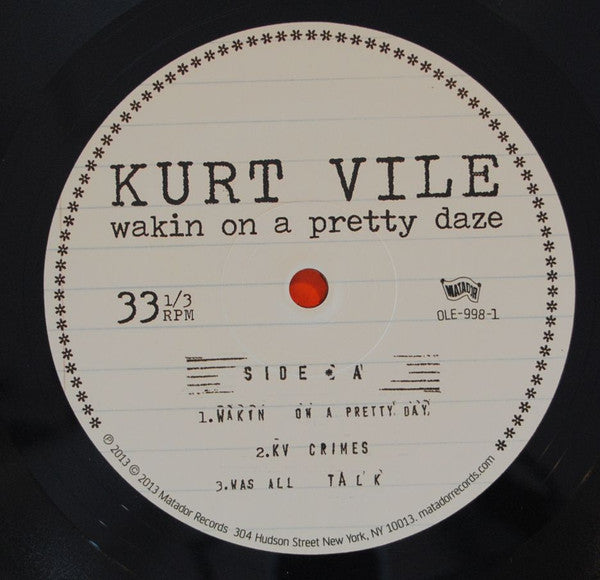 KURT VILE
wakin on a pretty daze
33 1/3 RPM
MATADOR
OLE-998-1
SIDE * A
1.WAKIN ON A PRETTY DAY
2.KV CRIMES
3.WAS ALL TALK
℗ 2013 © 2013 Matador Records 304 Hudson Street New York, NY 10013. matadorrecords.com